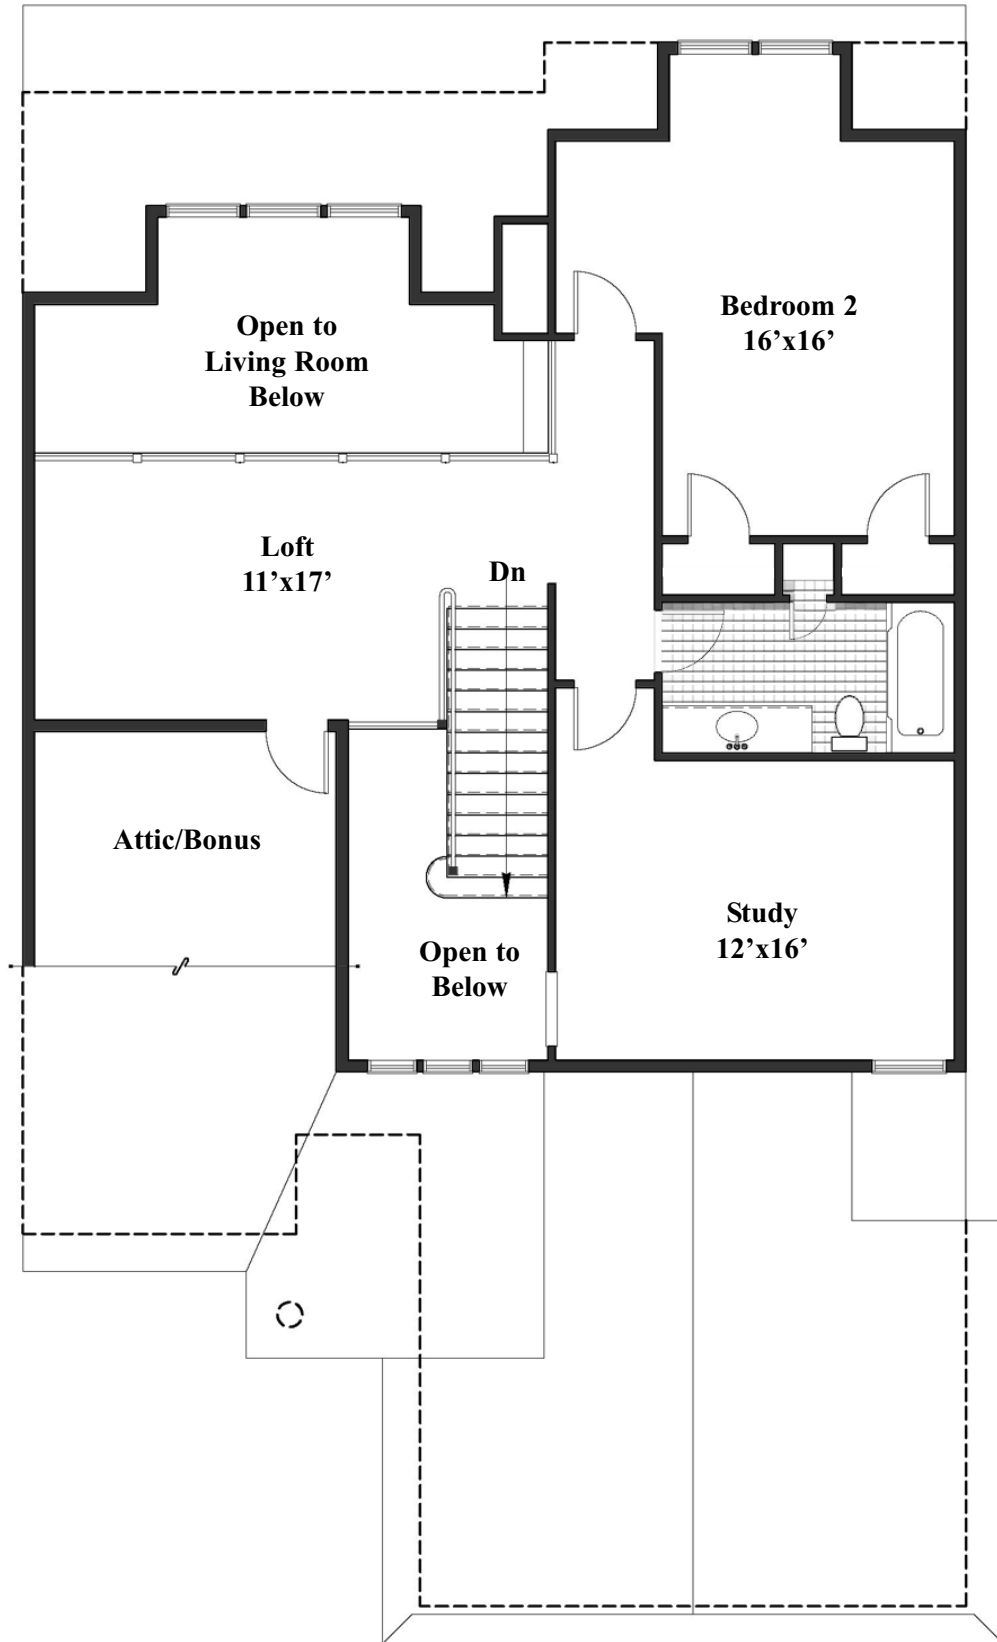 Bedroom 2
16’x16’
Open to
Living Room
Below
Loft
11’x17’
Dn
Attic/Bonus
Study
12’x16’
Open to
Below